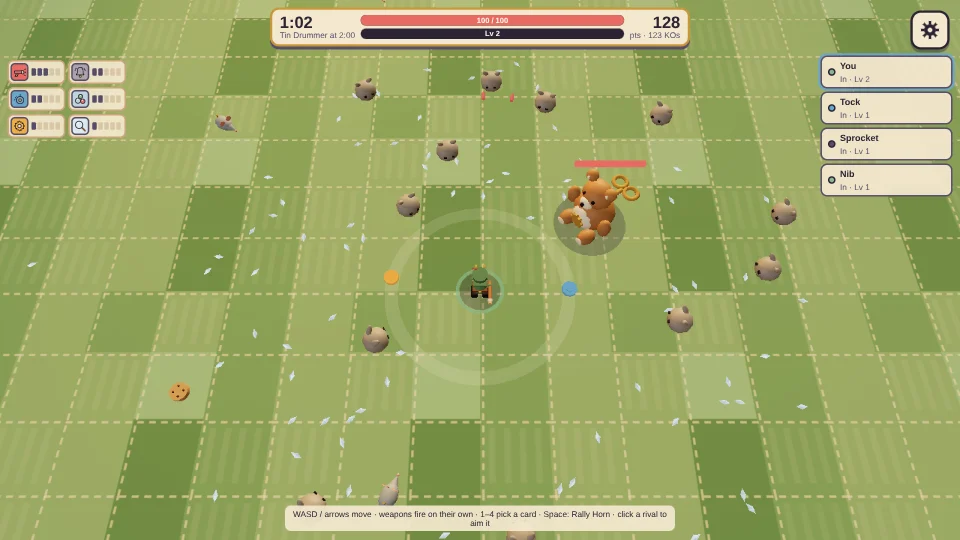 1:02
Tin Drummer at 2:00
100 / 100
Lv 2
128
pts · 123 KOs
You
In · Lv 2
Tock
In · Lv 1
Sprocket
In · Lv 1
Nib
In · Lv 1
WASD / arrows move · weapons fire on their own · 1–4 pick a card · Space: Rally Horn · click a rival to
aim it